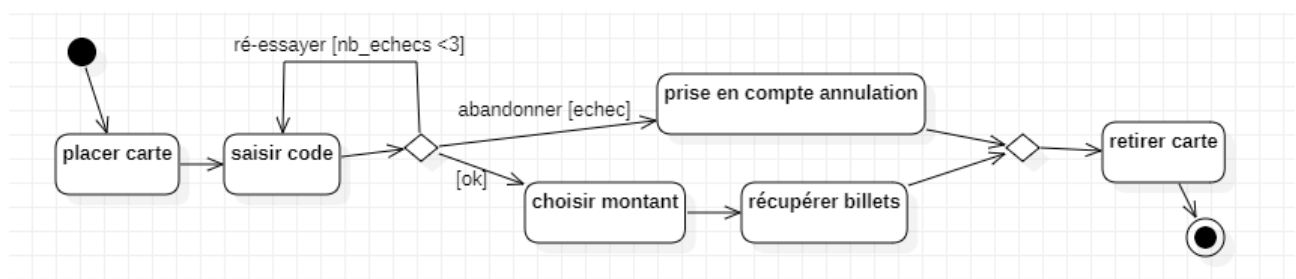 ré-essayer [nb_echecs <3]
placer carte
saisir code
abandonner [echec]
[ok]
prise en compte annulation
choisir montant
récupérer billets
retirer carte